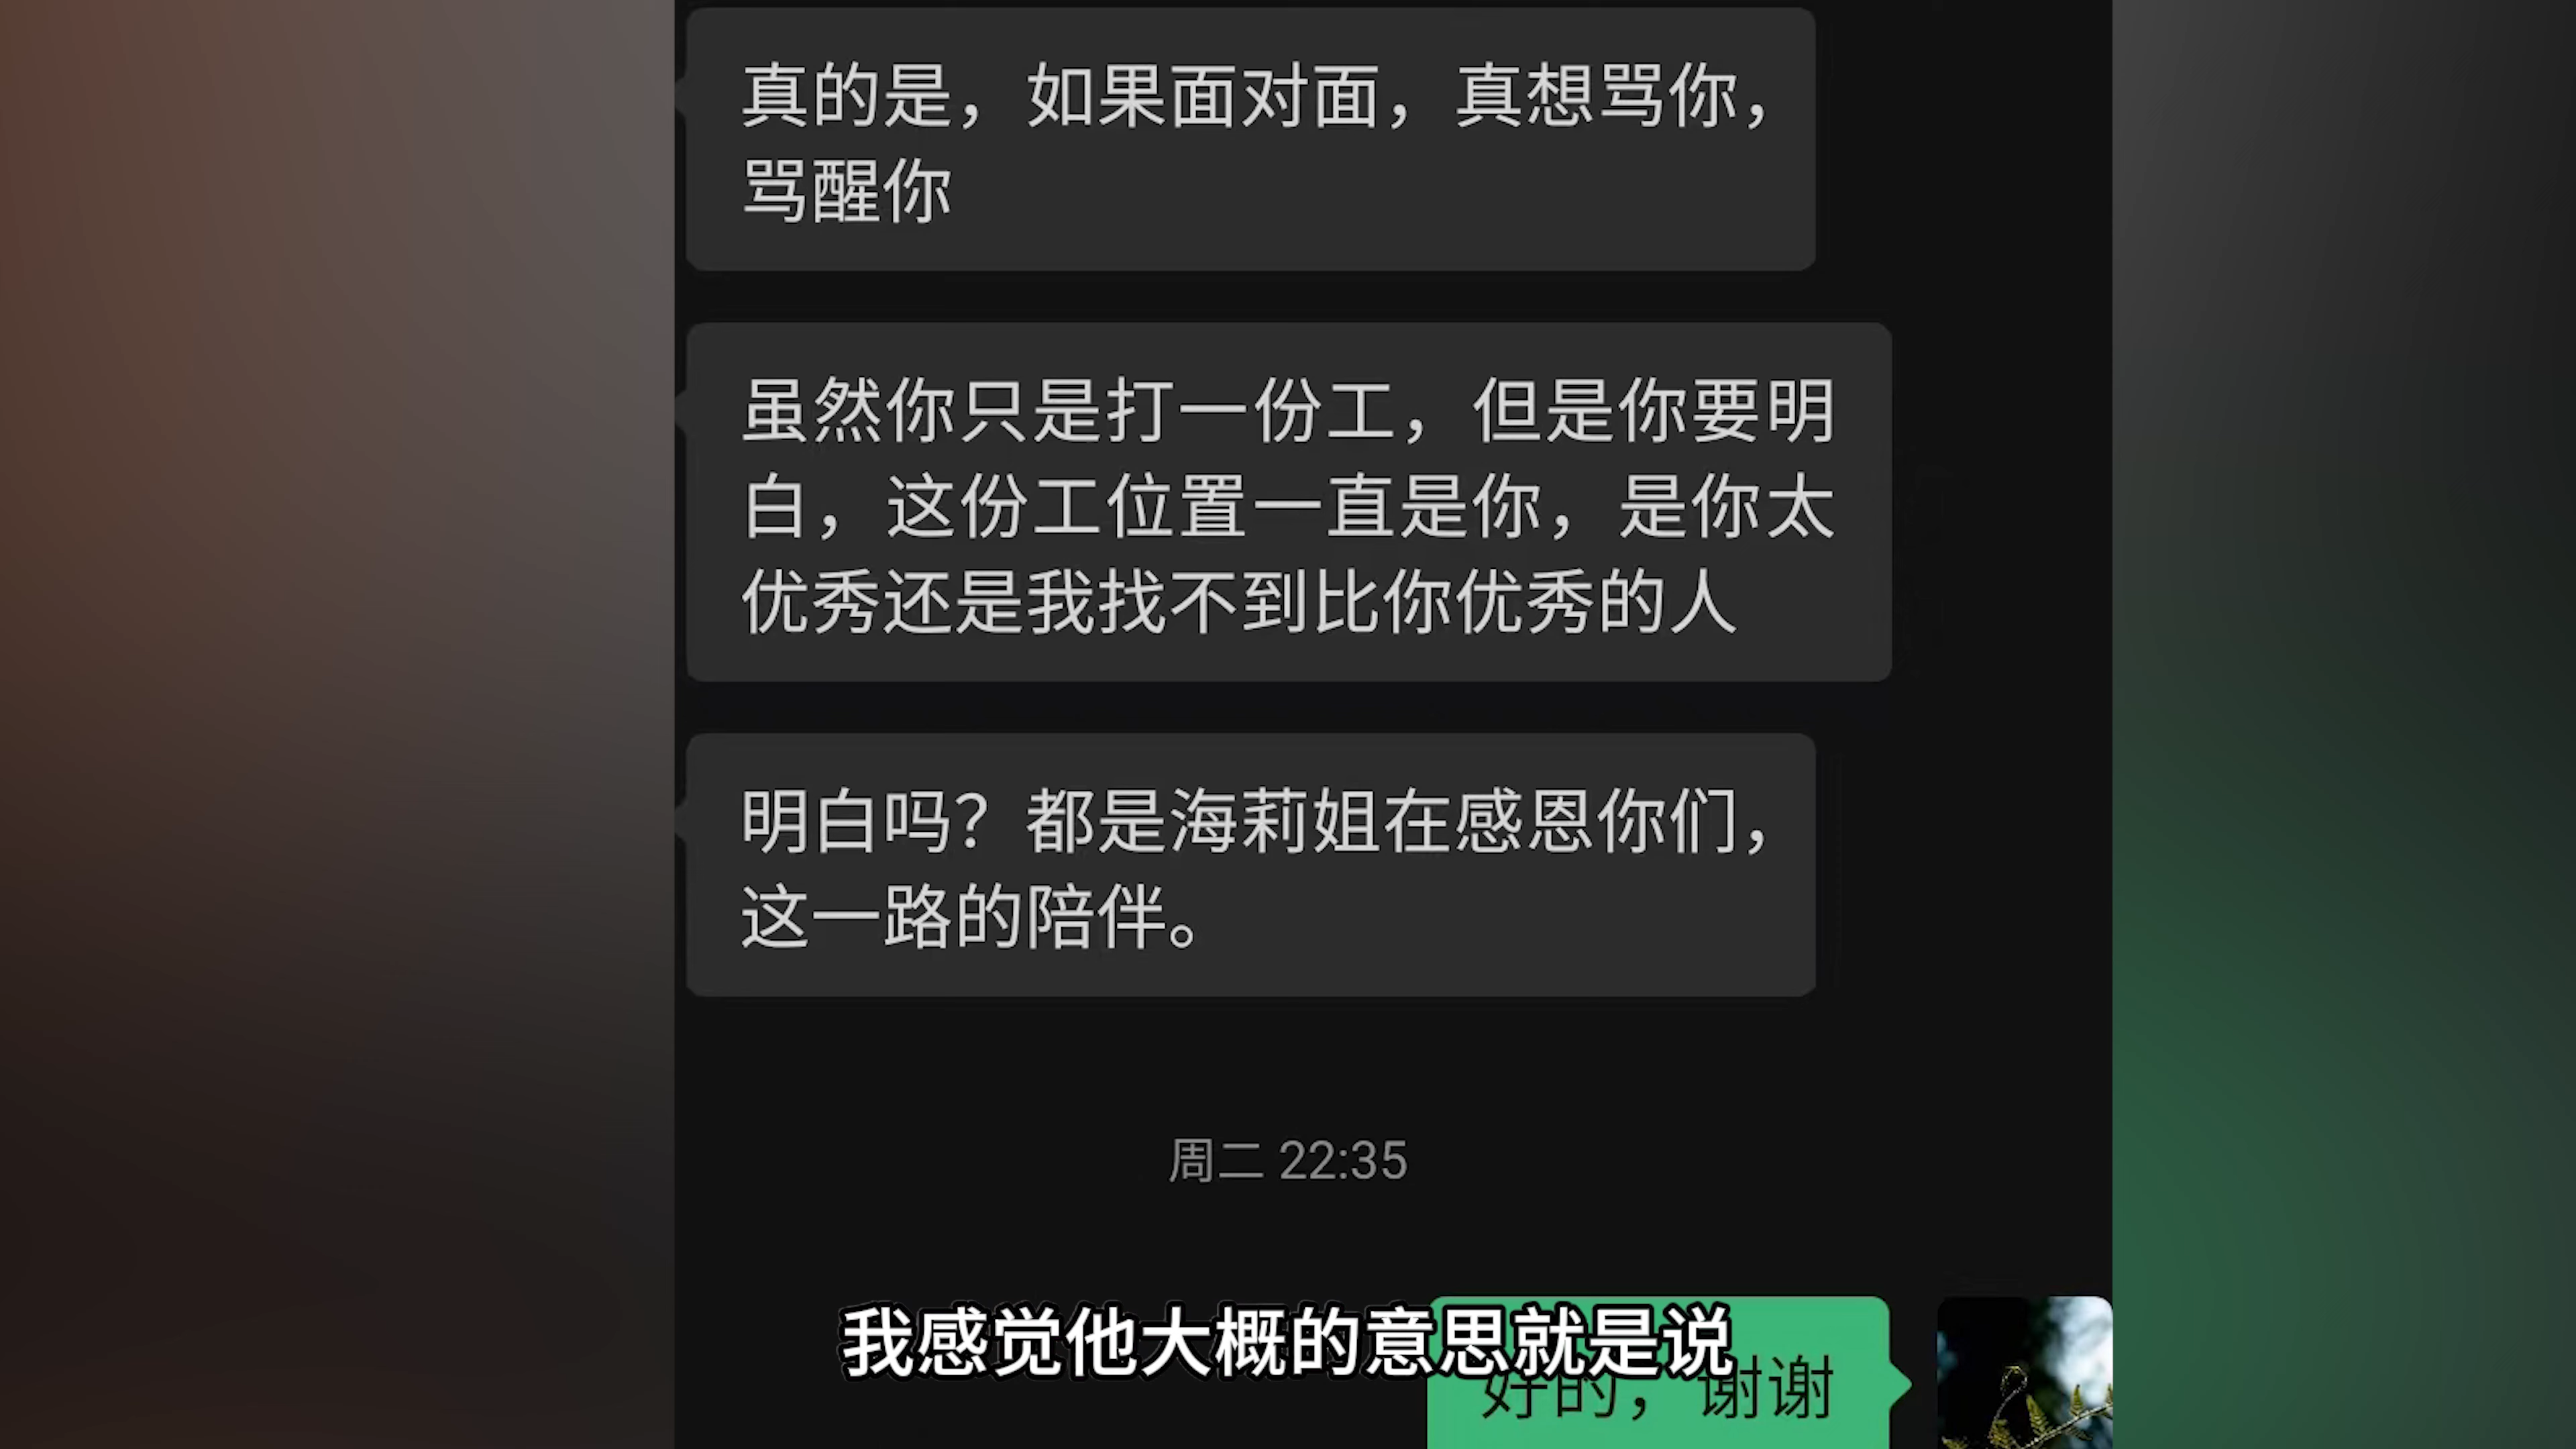 真的是，如果面对面，真想骂你，
骂醒你
虽然你只是打一份工，但是你要明
白，这份工位置一直是你，是你太
优秀还是我找不到比你优秀的人
明白吗？都是海莉姐在感恩你们，
这一路的陪伴。
周二 22:35
我感觉他大概的意思就是说
好的，谢谢